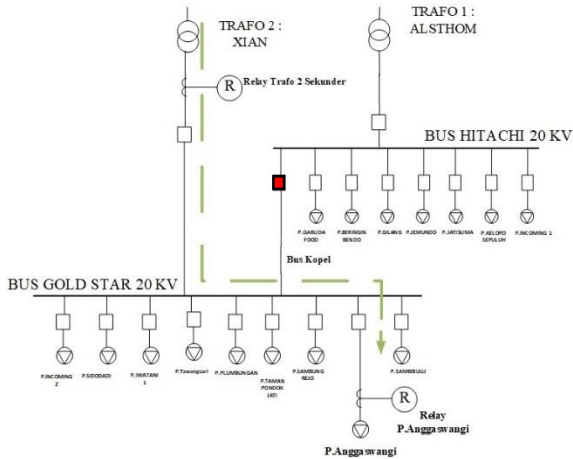 TRAFO 2 :
XIAN
TRAFO 1 :
ALSTHOM
R
Relay Trafo 2 Sekunder
BUS HITACHI 20 KV
P.GARUDA
FOOD
P.BERINGIN
BENDO
P.GILANG
P.JEMUNDO
P.JATISUMA
P.KELOPO
SEPULUH
P.INCOMING 1
Bus Kopel
BUS GOLD STAR 20 KV
P.INCOMING
2
P.SIDODADI
P.IWATANI
1
P.Tawangsari
P.PLUMBUNGAN
P.TAMAN
PONDOK
JATI
P.SAMBUNG
REJO
P.SAMBIBULU
R
Relay
P.Anggaswangi
P.Anggaswangi